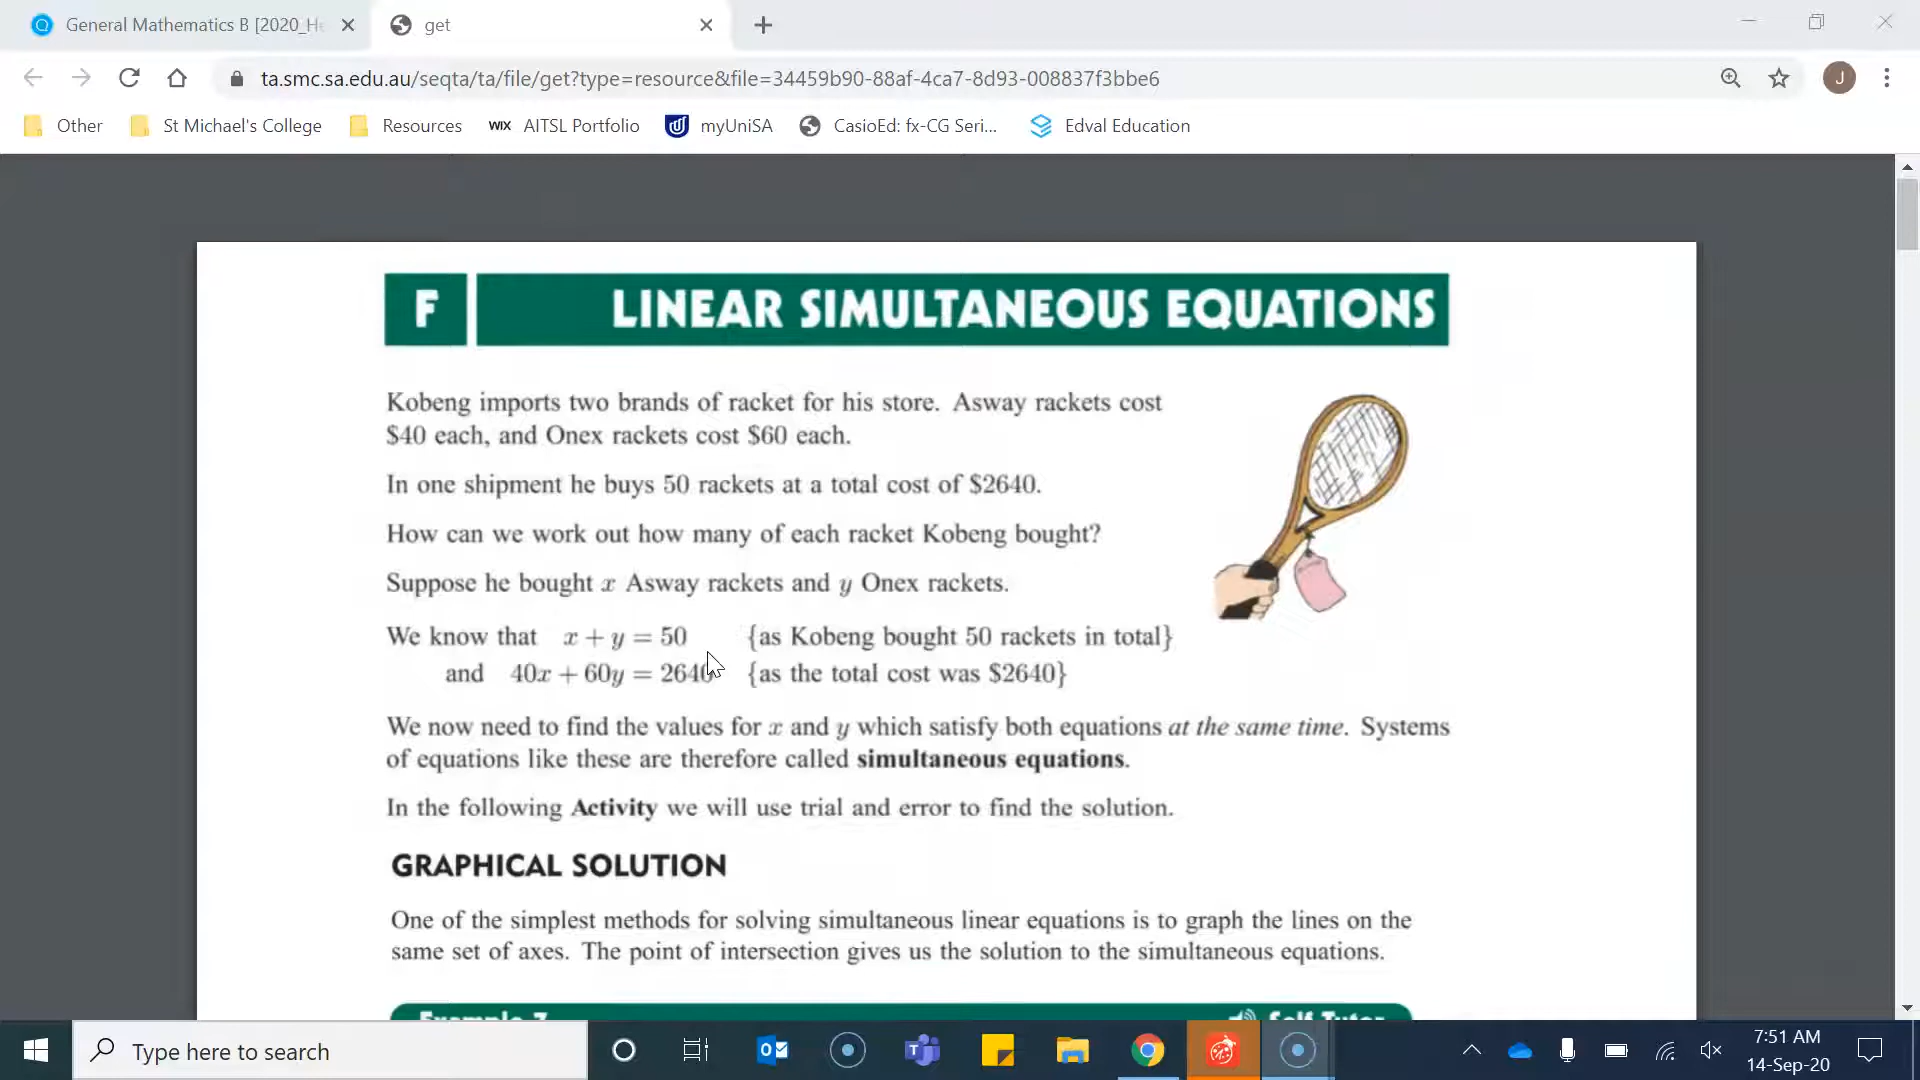 General Mathematics B [2020_He
get
ta.smc.sa.edu.au/seqta/ta/file/get?type=resource&file=34459b90-88af-4ca7-8d93-008837f3bbe6
J
Other St Michael's College Resources WIX AITSL Portfolio myUniSA CasioEd: fx-CG Seri... Edval Education
F LINEAR SIMULTANEOUS EQUATIONS
Kobeng imports two brands of racket for his store. Asway rackets cost
$40 each, and Onex rackets cost $60 each.
In one shipment he buys 50 rackets at a total cost of $2640.
How can we work out how many of each racket Kobeng bought?
Suppose he bought x Asway rackets and y Onex rackets.
We know that x + y = 50 {as Kobeng bought 50 rackets in total}
and 40x + 60y = 2640 {as the total cost was $2640}
We now need to find the values for x and y which satisfy both equations at the same time. Systems
of equations like these are therefore called simultaneous equations.
In the following Activity we will use trial and error to find the solution.
GRAPHICAL SOLUTION
One of the simplest methods for solving simultaneous linear equations is to graph the lines on the
same set of axes. The point of intersection gives us the solution to the simultaneous equations.
Example 7 Self Tutor
Type here to search
7:51 AM
14-Sep-20